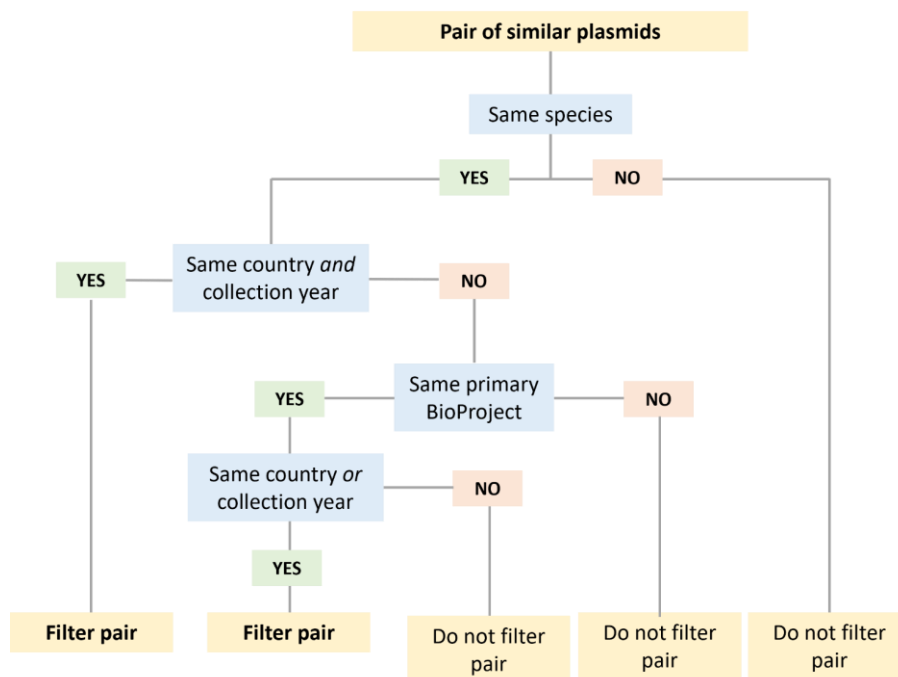 Pair of similar plasmids
Same species
YES
NO
Same country and
collection year
YES
NO
Same primary
BioProject
YES
NO
Same country or
collection year
NO
YES
Filter pair
Filter pair
Do not filter
pair
Do not filter
pair
Do not filter
pair